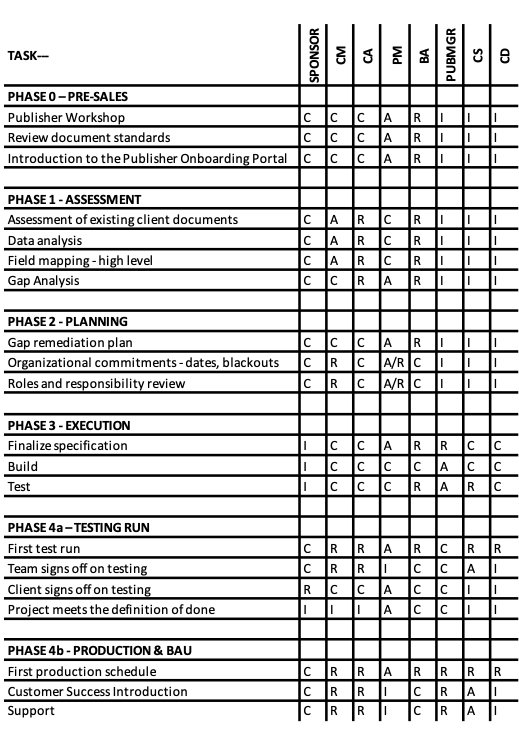 TASK--- SPONSOR CM CA PM BA PUBMGR CS CD
PHASE 0 – PRE-SALES
Publisher Workshop C C C A R I I I
Review document standards C C C A R I I I
Introduction to the Publisher Onboarding Portal C C C A R I I I
PHASE 1 - ASSESSMENT
Assessment of existing client documents C A R C R I I I
Data analysis C A R C R I I I
Field mapping - high level C A R C R I I I
Gap Analysis C C R A R I I I
PHASE 2 - PLANNING
Gap remediation plan C C C A R I I I
Organizational commitments - dates, blackouts C R C A/R C I I I
Roles and responsibility review C R C A/R C I I I
PHASE 3 - EXECUTION
Finalize specification I C C A R R C C
Build I C C C C A C C
Test I C C C R A R C
PHASE 4a – TESTING RUN
First test run C R R A R C R R
Team signs off on testing C R R I C C A I
Client signs off on testing R C C A C C I I
Project meets the definition of done I I I A C C I I
PHASE 4b - PRODUCTION & BAU
First production schedule C R R A R R R R
Customer Success Introduction C R R I C R A I
Support C R R I C R A I